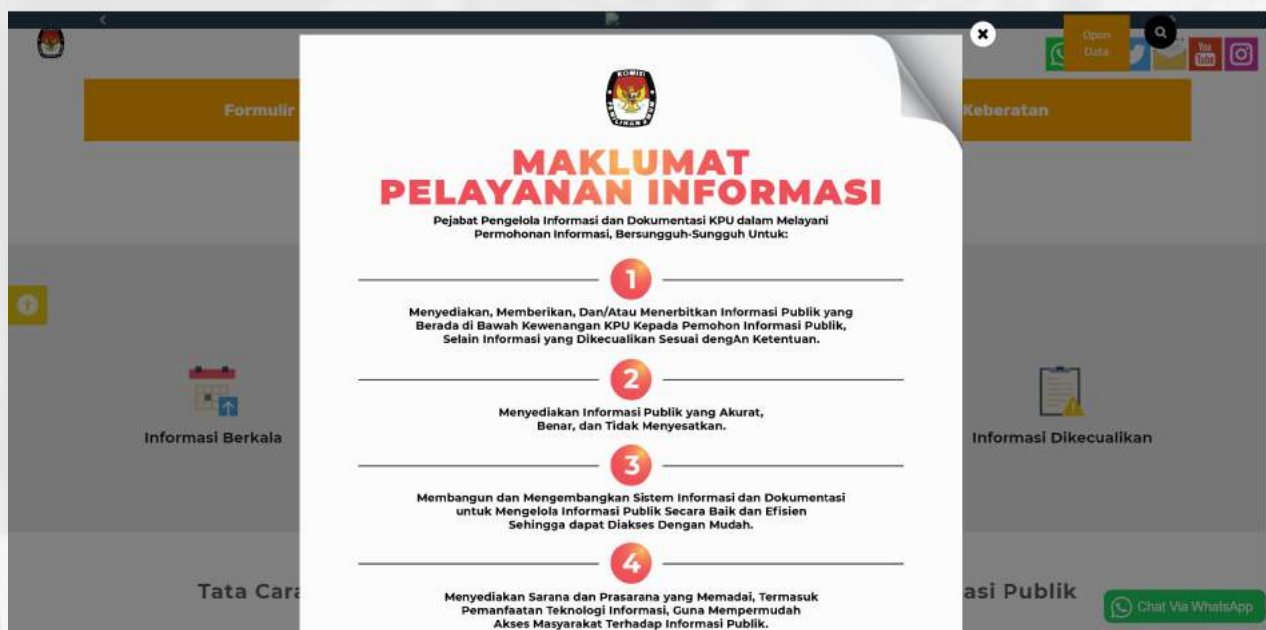 Open
Data
You
Tube
Formulir
Keberatan
KOMISI
PEMILIHAN UMUM
MAKLUMAT
PELAYANAN INFORMASI
Pejabat Pengelola Informasi dan Dokumentasi KPU dalam Melayani
Permohonan Informasi, Bersungguh-Sungguh Untuk:
1
Menyediakan, Memberikan, Dan/Atau Menerbitkan Informasi Publik yang
Berada di Bawah Kewenangan KPU Kepada Pemohon Informasi Publik,
Selain Informasi yang Dikecualikan Sesuai dengAn Ketentuan.
2
Menyediakan Informasi Publik yang Akurat,
Benar, dan Tidak Menyesatkan.
Informasi Berkala
Informasi Dikecualikan
3
Membangun dan Mengembangkan Sistem Informasi dan Dokumentasi
untuk Mengelola Informasi Publik Secara Baik dan Efisien
Sehingga dapat Diakses Dengan Mudah.
4
Menyediakan Sarana dan Prasarana yang Memadai, Termasuk
Pemanfaatan Teknologi Informasi, Guna Mempermudah
Akses Masyarakat Terhadap Informasi Publik.
Tata Cara
asi Publik
Chat Via WhatsApp